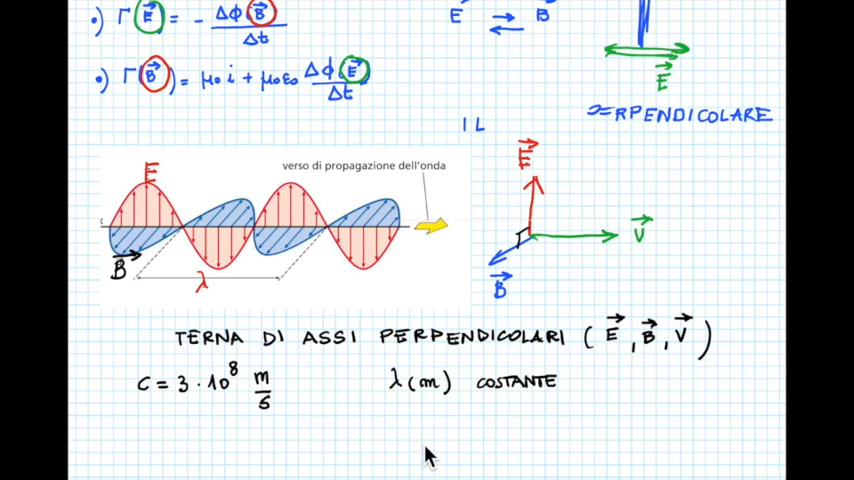 •) Γ(E⃗) = - Δϕ(B⃗)/Δt
E⃗ ⇄ B⃗
•) Γ(B⃗) = μ₀ i + μ₀ε₀ Δϕ(E⃗)/Δt
E⃗
PERPENDICOLARE
IL
E
verso di propagazione dell'onda
E⃗
V⃗
B⃗
λ
B⃗
TERNA DI ASSI PERPENDICOLARI (E⃗, B⃗, V⃗)
C = 3 · 10⁸ m/s λ(m) COSTANTE